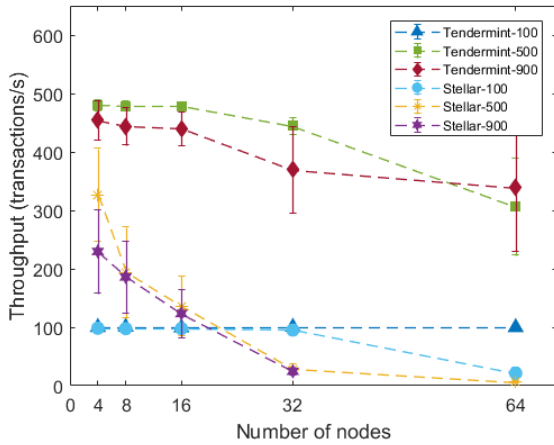 Throughput (transactions/s)
600
500
400
300
200
100
0
0 4 8 16 32 64
Number of nodes
Tendermint-100
Tendermint-500
Tendermint-900
Stellar-100
Stellar-500
Stellar-900